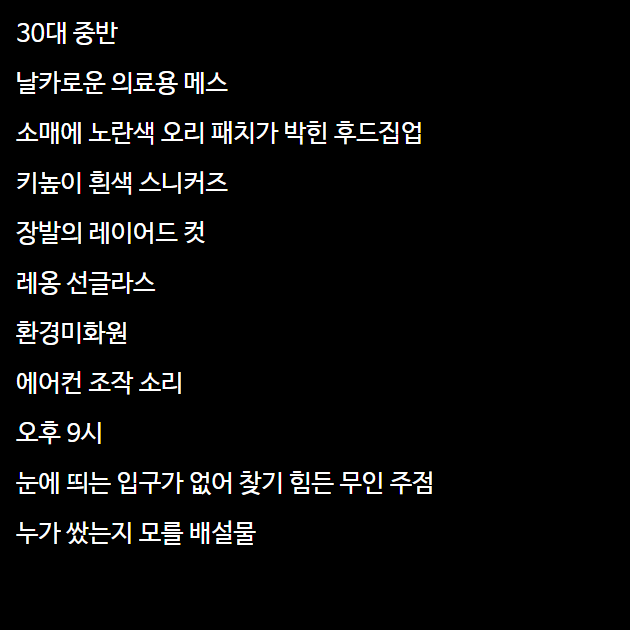 30대 중반
날카로운 의료용 메스
소매에 노란색 오리 패치가 박힌 후드집업
키높이 흰색 스니커즈
장발의 레이어드 컷
레옹 선글라스
환경미화원
에어컨 조작 소리
오후 9시
눈에 띄는 입구가 없어 찾기 힘든 무인 주점
누가 쌌는지 모를 배설물